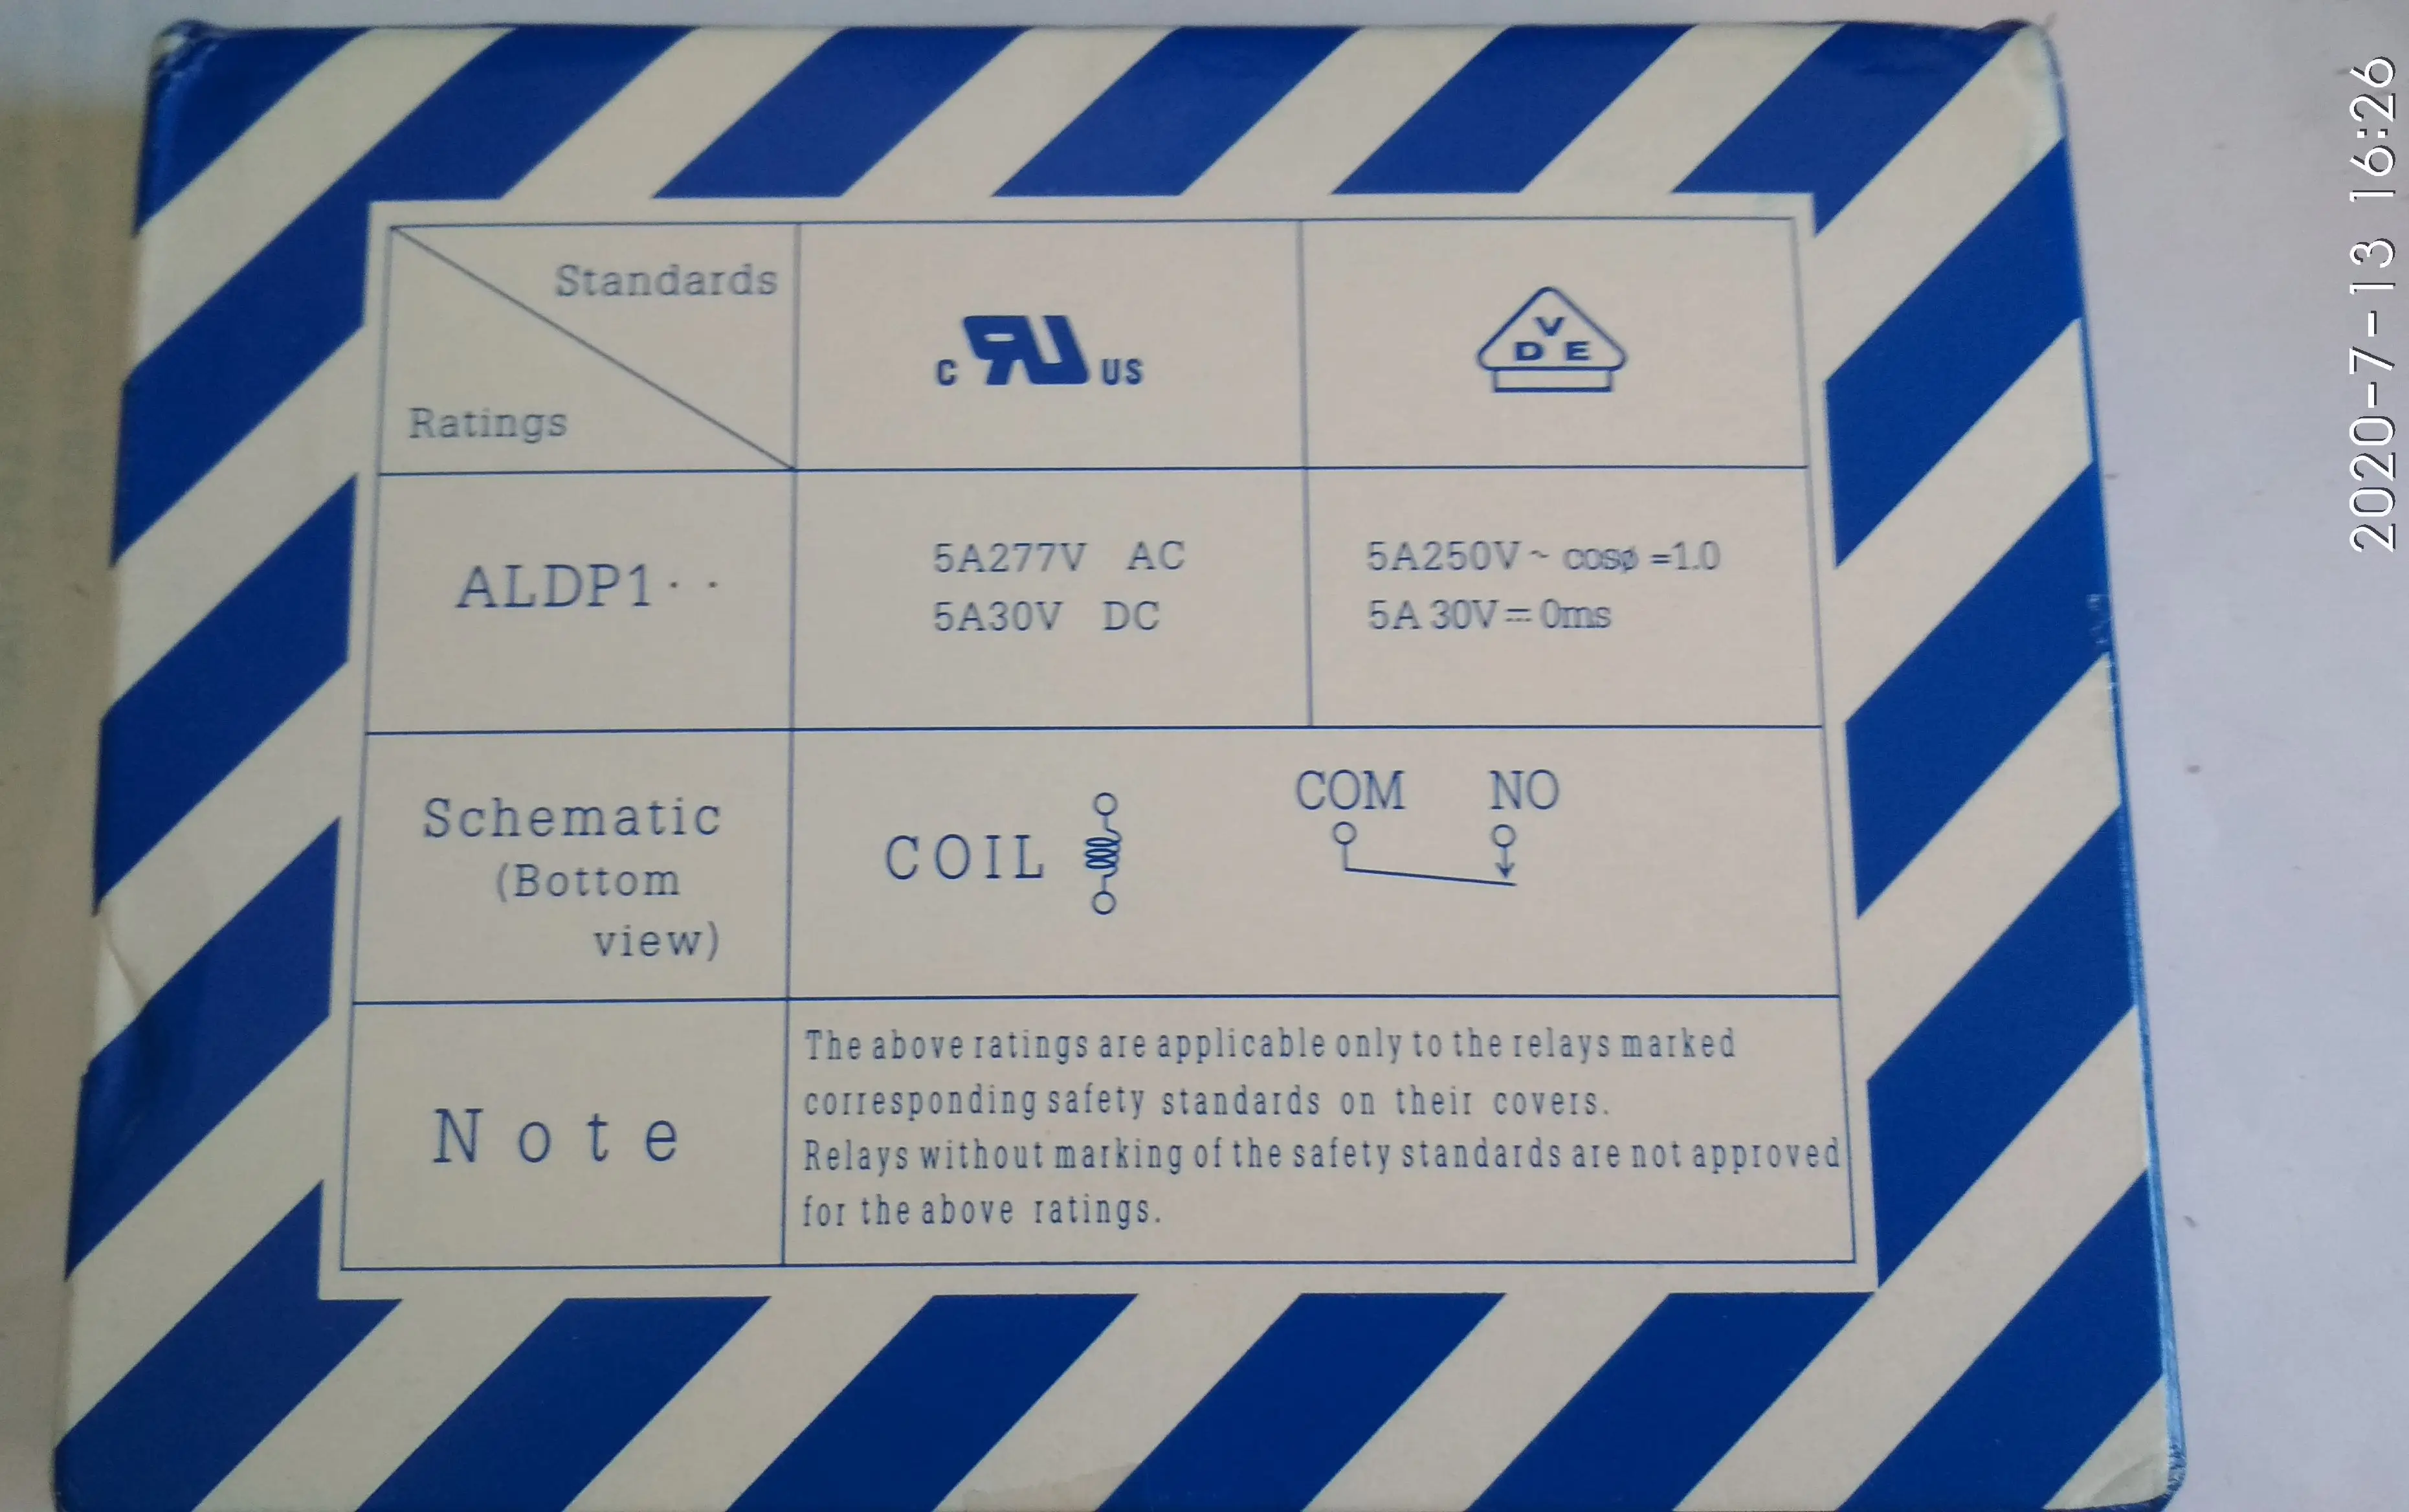 Standards
Ratings
c RU US
V
D E
ALDP1··
5A277V AC
5A30V DC
5A250V~ cosø =1.0
5A 30V⎓0ms
Schematic
(Bottom
view)
COIL
COM NO
Note
The above ratings are applicable only to the relays marked
corresponding safety standards on their covers.
Relays without marking of the safety standards are not approved
for the above ratings.
2020-7-13 16:26